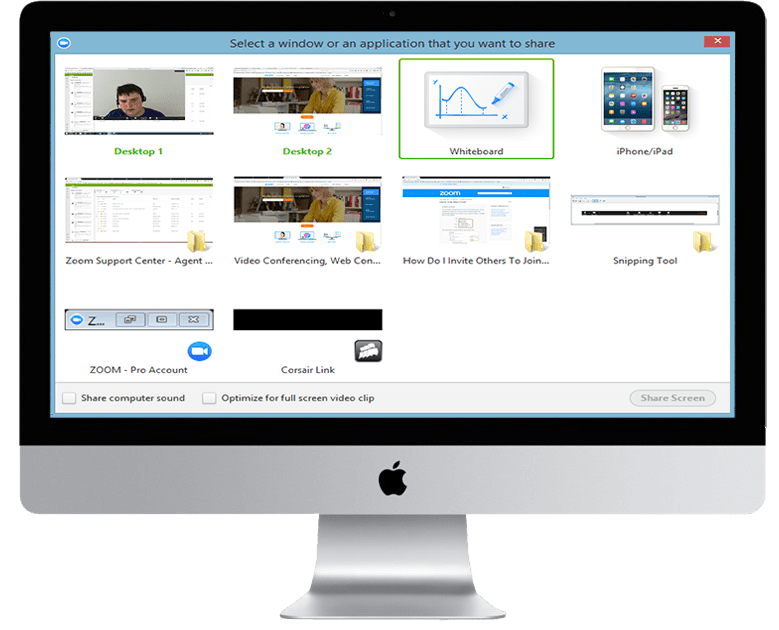 Select a window or an application that you want to share
Desktop 1
Desktop 2
Whiteboard
iPhone/iPad
zoom
Zoom Support Center - Agent ...
Video Conferencing, Web Con...
How Do I Invite Others To Join...
Snipping Tool
Z...
ZOOM - Pro Account
Corsair Link
Share computer sound
Optimize for full screen video clip
Share Screen